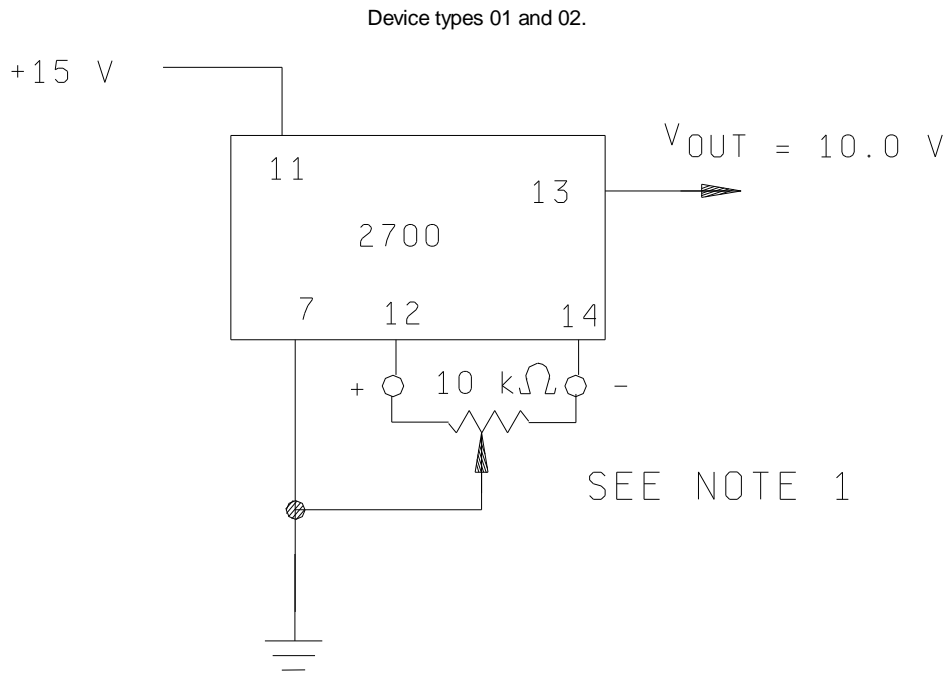 Device types 01 and 02.
+15 V
VOUT = 10.0 V
11
13
2700
7
12
14
+ 10 kΩ -
SEE NOTE 1